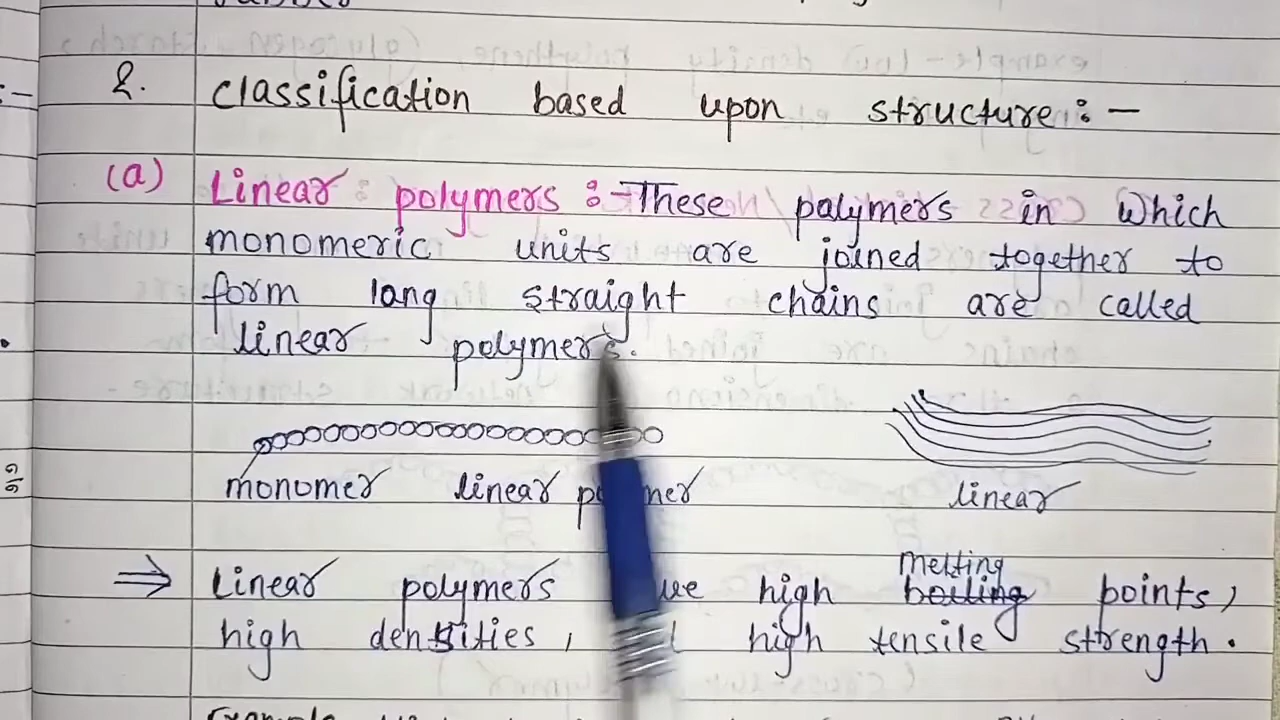 2. Classification based upon structure:-
(a) Linear polymers :- These polymers in which
monomeric units are joined together to
form long straight chains are called
linear polymers.
monomer linear linear
⇒ Linear polymers high melting points,
high densities, high tensile strength.
Example